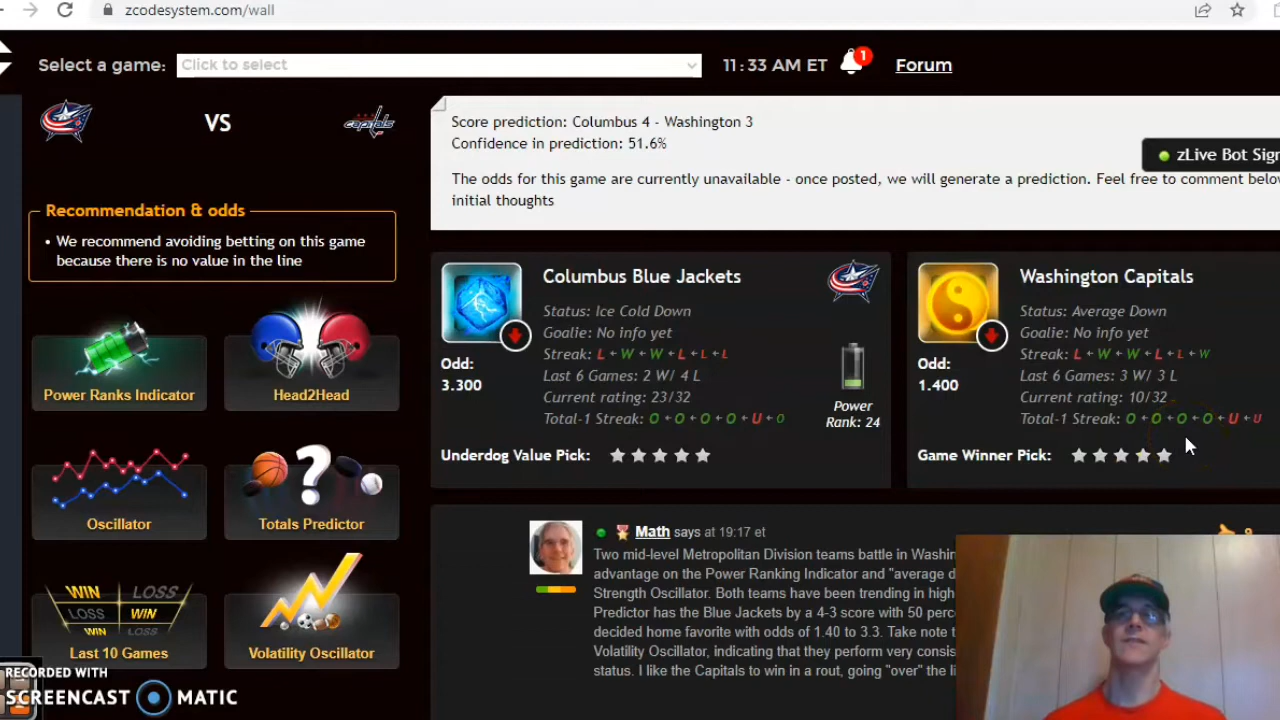 zcodesystem.com/wall
Select a game:
Click to select
11:33 AM ET
1
Forum
VS
capitals
Score prediction: Columbus 4 - Washington 3
Confidence in prediction: 51.6%
The odds for this game are currently unavailable - once posted, we will generate a prediction. Feel free to comment below
initial thoughts
zLive Bot Sign
Recommendation & odds
• We recommend avoiding betting on this game
because there is no value in the line
Power Ranks Indicator
Head2Head
Oscillator
Totals Predictor
WIN LOSS
LOSS WIN
WIN LOSS
Last 10 Games
Volatility Oscillator
Columbus Blue Jackets
Status: Ice Cold Down
Goalie: No info yet
Streak: L W W L L L
Last 6 Games: 2 W/ 4 L
Current rating: 23/32
Total-1 Streak: O O O O U O
Odd:
3.300
Power
Rank: 24
Underdog Value Pick:
Washington Capitals
Status: Average Down
Goalie: No info yet
Streak: L W W L L W
Last 6 Games: 3 W/ 3 L
Current rating: 10/32
Total-1 Streak: O O O O U U
Odd:
1.400
Game Winner Pick:
Math says at 19:17 et
Two mid-level Metropolitan Division teams battle in Washin
advantage on the Power Ranking Indicator and "average d
Strength Oscillator. Both teams have been trending in high
Predictor has the Blue Jackets by a 4-3 score with 50 perc
decided home favorite with odds of 1.40 to 3.3. Take note t
Volatility Oscillator, indicating that they perform very consis
status. I like the Capitals to win in a rout, going "over" the li
RECORDED WITH
SCREENCAST MATIC